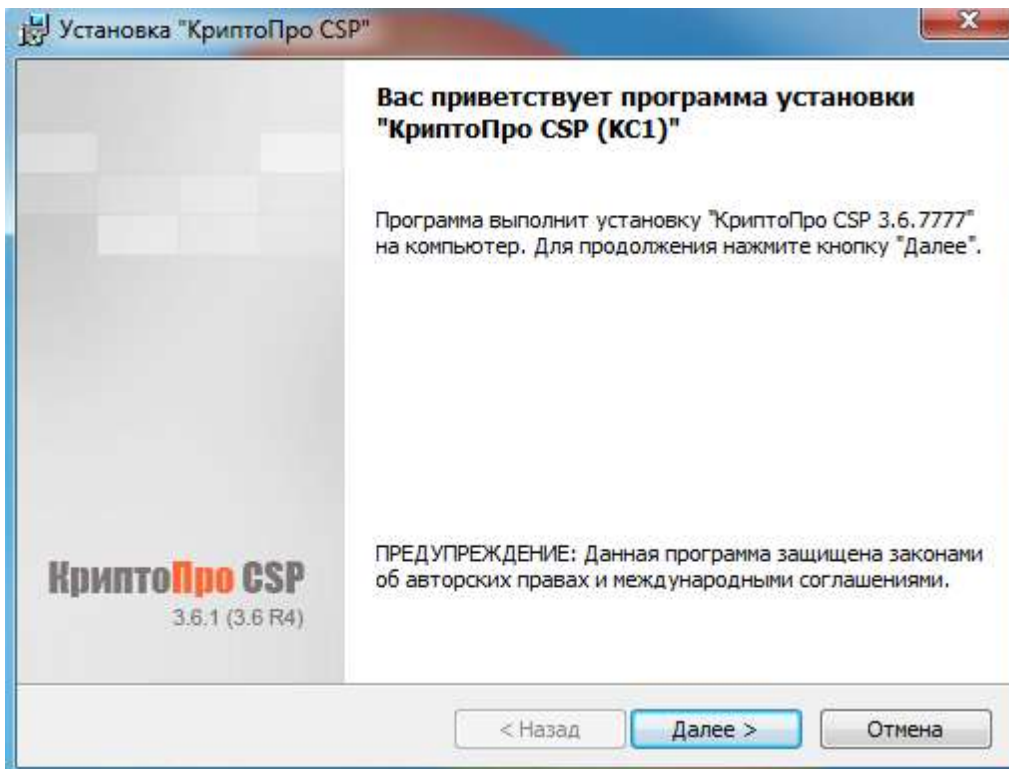 Установка "КриптоПро CSP"
Вас приветствует программа установки
"КриптоПро CSP (KC1)"
Программа выполнит установку "КриптоПро CSP 3.6.7777"
на компьютер. Для продолжения нажмите кнопку "Далее".
ПРЕДУПРЕЖДЕНИЕ: Данная программа защищена законами
об авторских правах и международными соглашениями.
КриптоПро CSP
3.6.1 (3.6 R4)
< Назад
Далее >
Отмена